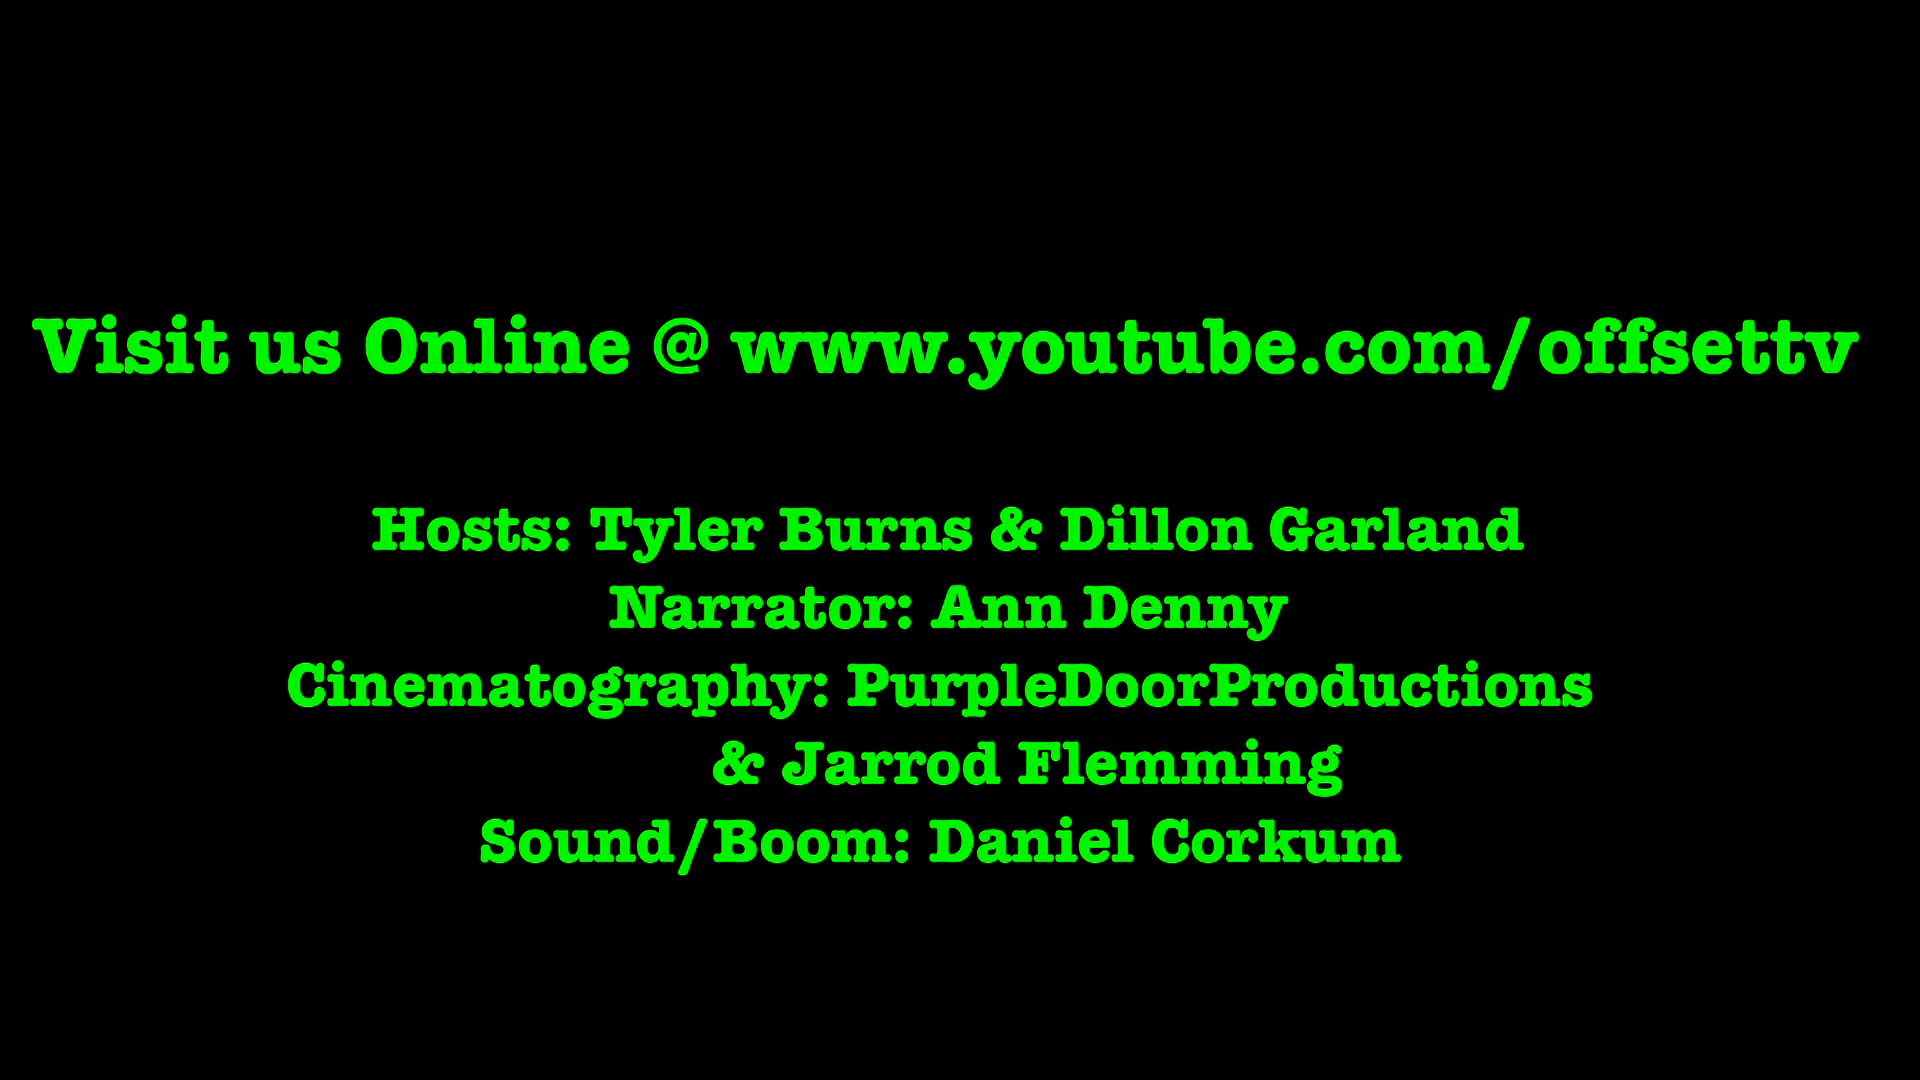 Visit us Online @ www.youtube.com/offsettv
Hosts: Tyler Burns & Dillon Garland
Narrator: Ann Denny
Cinematography: PurpleDoorProductions
& Jarrod Flemming
Sound/Boom: Daniel Corkum